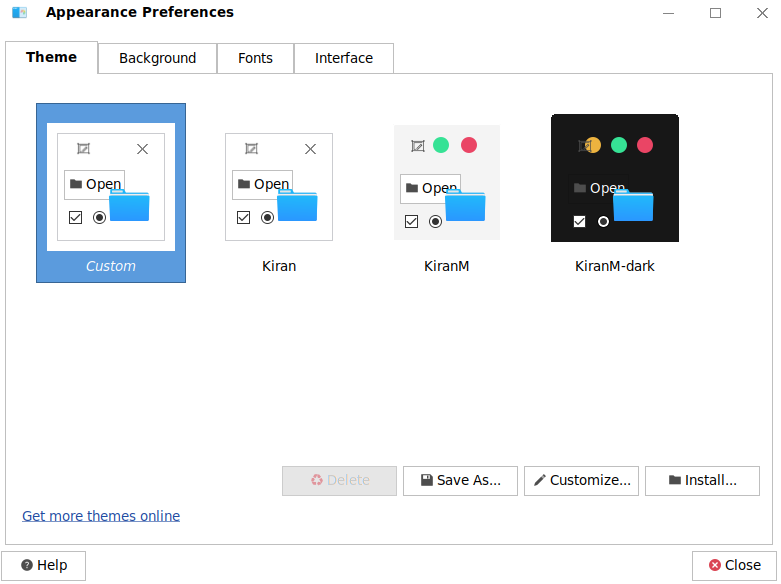 Appearance Preferences
Theme Background Fonts Interface
Open Open Open Open
Custom Kiran KiranM KiranM-dark
Delete Save As... Customize... Install...
Get more themes online
Help Close